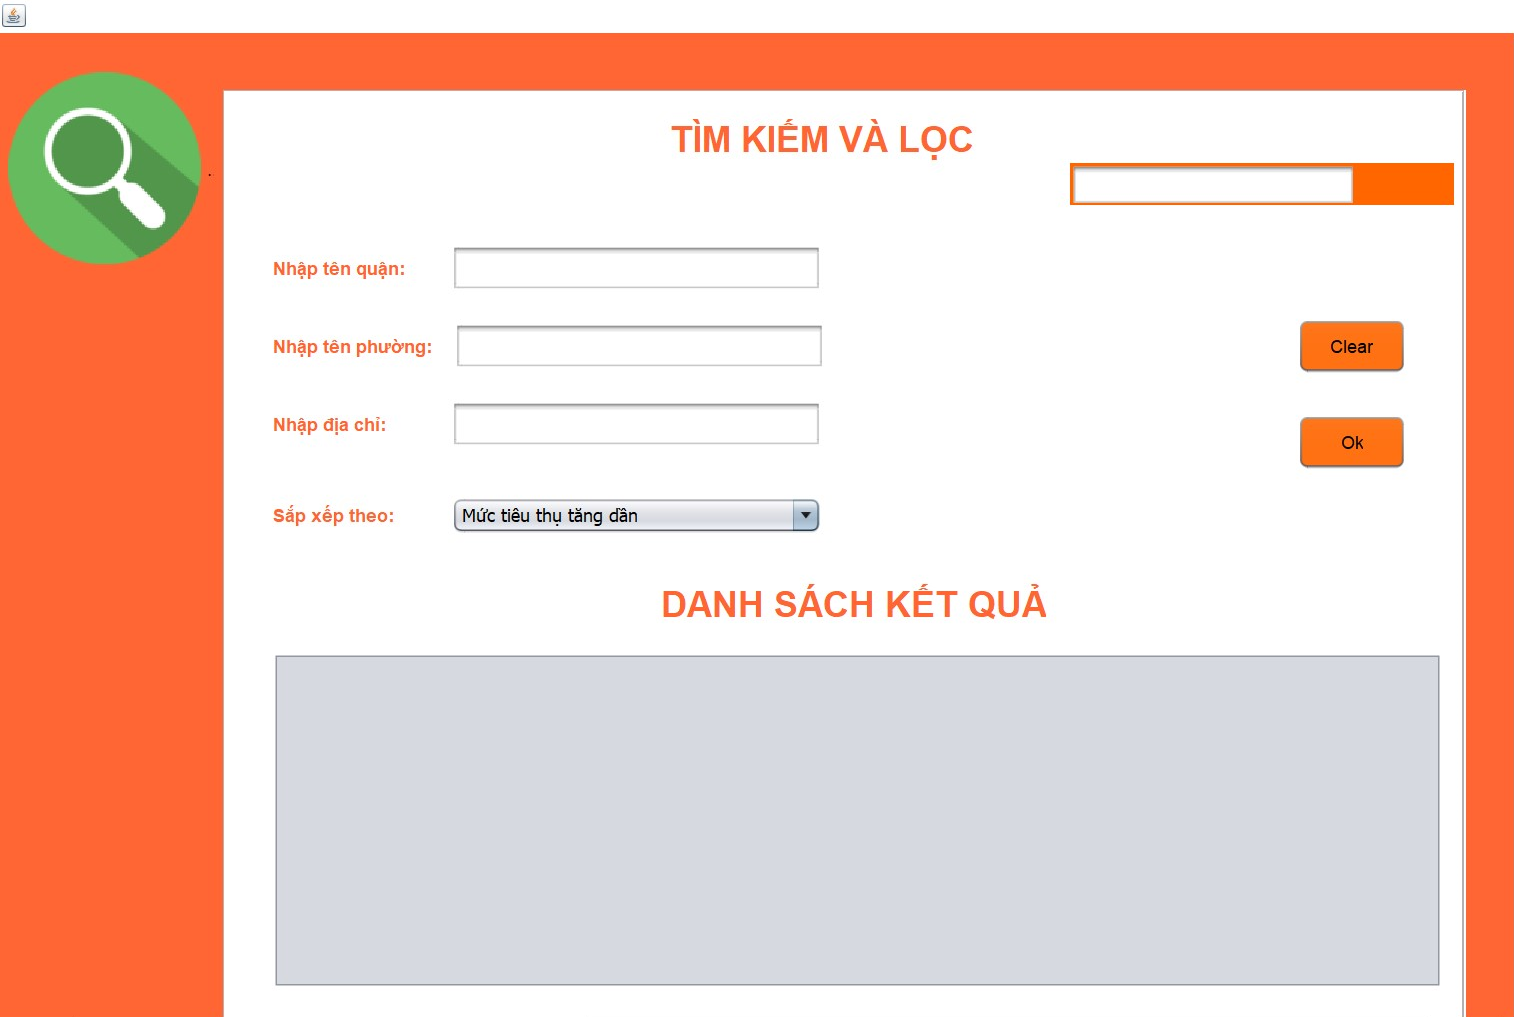 TÌM KIẾM VÀ LỌC
Nhập tên quận:
Nhập tên phường:
Clear
Nhập địa chỉ:
Ok
Sắp xếp theo:
Mức tiêu thụ tăng dần
DANH SÁCH KẾT QUẢ